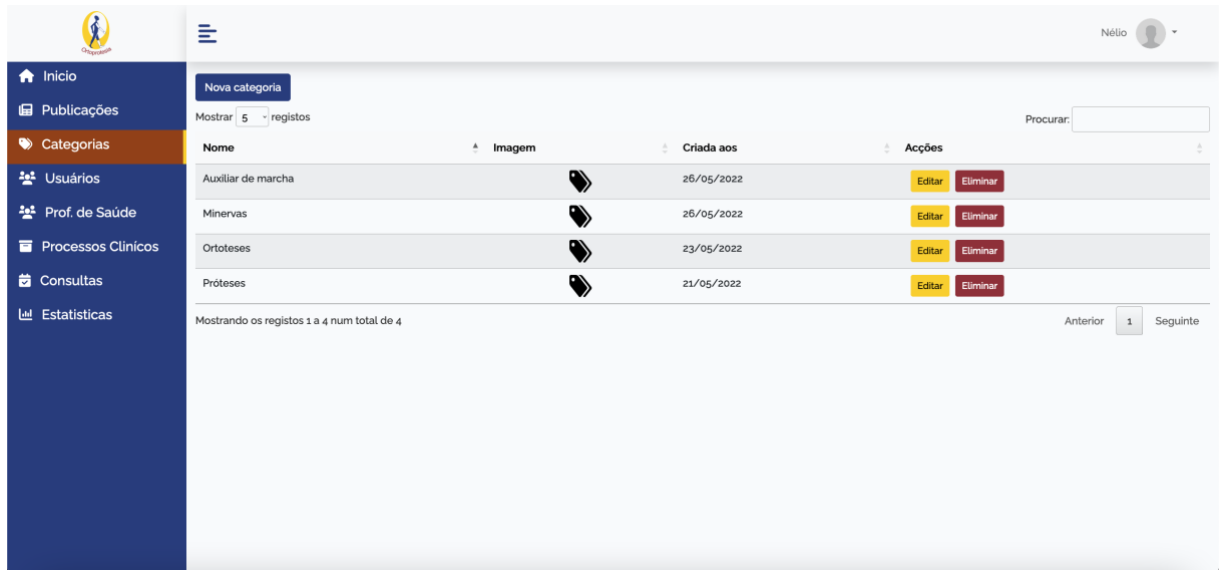 Ortoprotesia
Nélio
Inicio
Publicações
Categorias
Usuários
Prof. de Saúde
Processos Clinícos
Consultas
Estatisticas
Nova categoria
Mostrar 5 registos
Procurar:
Nome Imagem Criada aos Acções
Auxiliar de marcha 26/05/2022 Editar Eliminar
Minervas 26/05/2022 Editar Eliminar
Ortoteses 23/05/2022 Editar Eliminar
Próteses 21/05/2022 Editar Eliminar
Mostrando os registos 1 a 4 num total de 4
Anterior 1 Seguinte